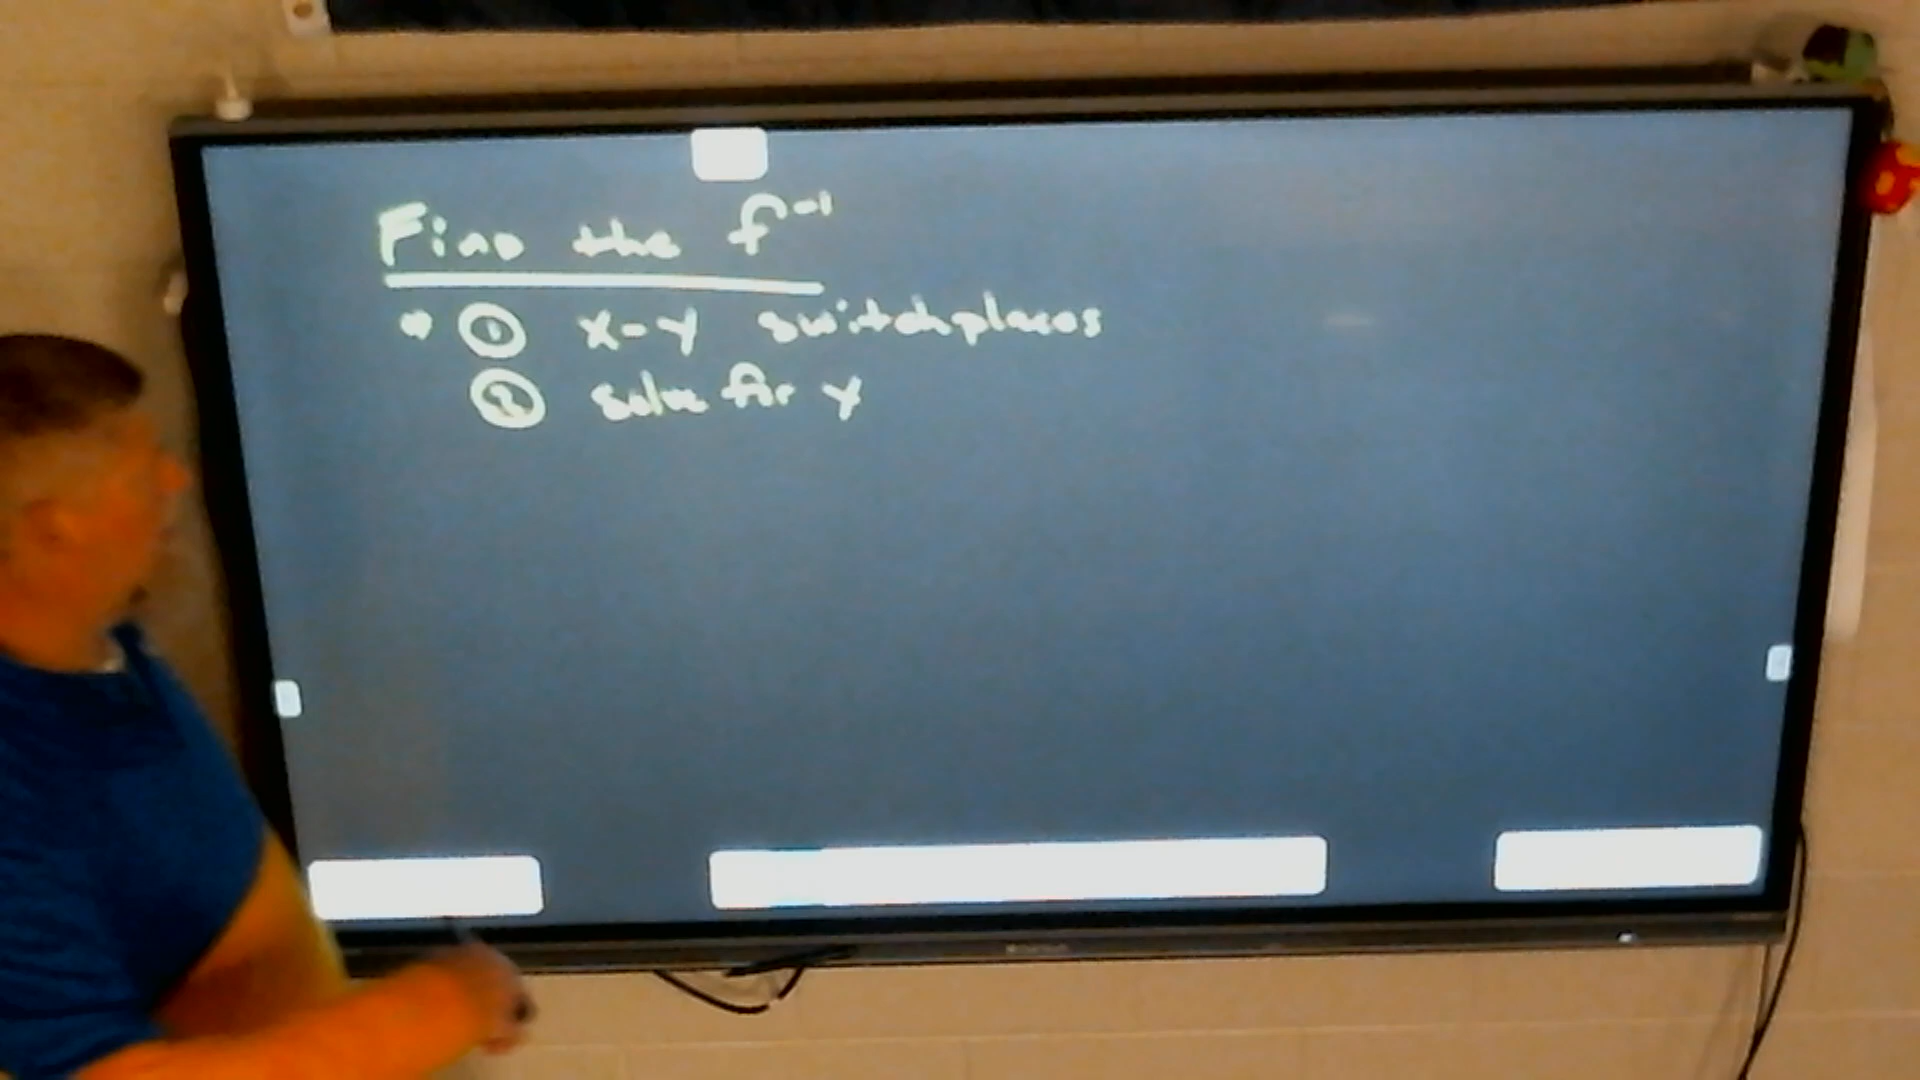 Find the f⁻¹
→ ① x-y switch places
② solve for y